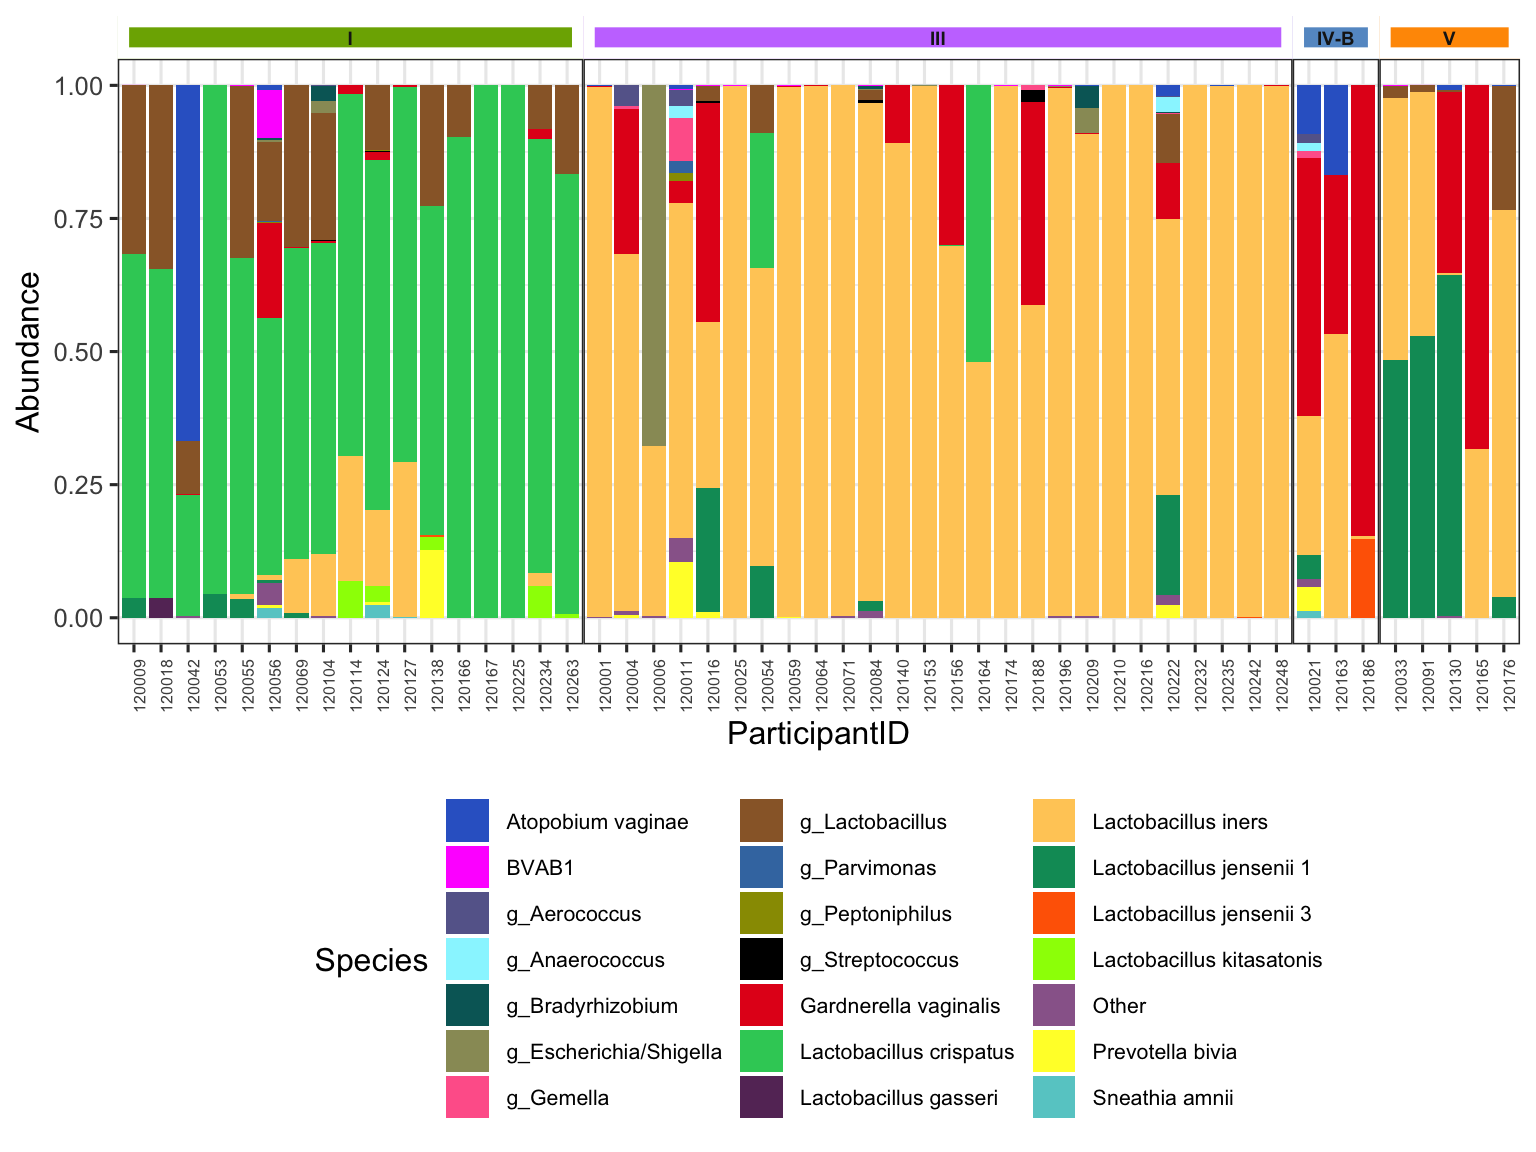 I III IV-B V
1.00
0.75
0.50
0.25
0.00
Abundance
120009 120018 120042 120053 120055 120056 120069 120104 120114 120124 120127 120138 120166 120167 120225 120234 120263 120001 120004 120006 120011 120016 120025 120054 120059 120064 120071 120084 120140 120153 120156 120164 120174 120188 120196 120209 120210 120216 120222 120232 120235 120242 120248 120021 120163 120186 120033 120091 120130 120165 120176
ParticipantID
Species
Atopobium vaginae
BVAB1
g_Aerococcus
g_Anaerococcus
g_Bradyrhizobium
g_Escherichia/Shigella
g_Gemella
g_Lactobacillus
g_Parvimonas
g_Peptoniphilus
g_Streptococcus
Gardnerella vaginalis
Lactobacillus crispatus
Lactobacillus gasseri
Lactobacillus iners
Lactobacillus jensenii 1
Lactobacillus jensenii 3
Lactobacillus kitasatonis
Other
Prevotella bivia
Sneathia amnii